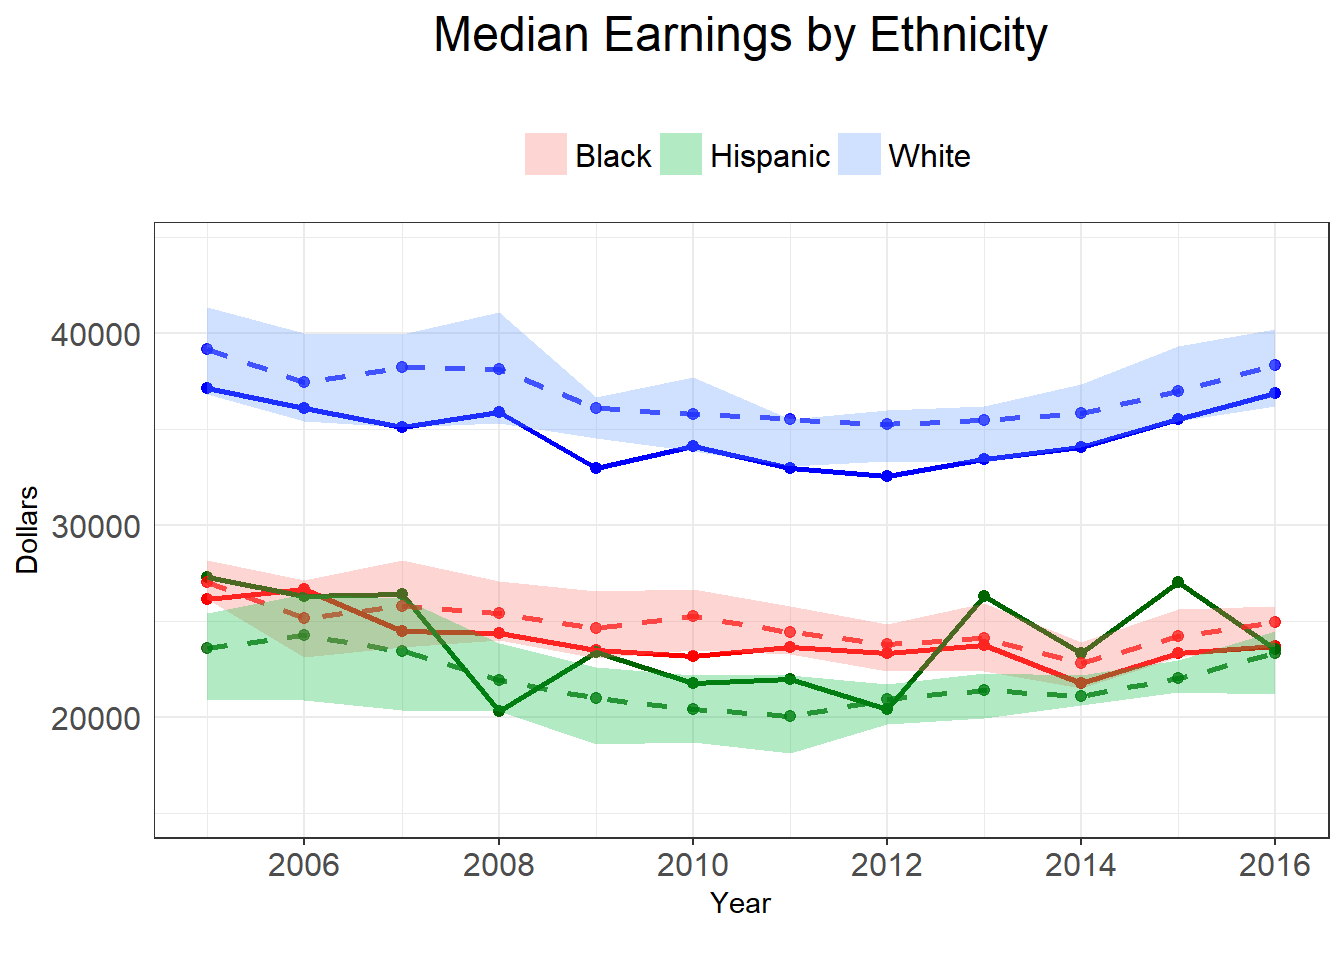 Median Earnings by Ethnicity
Black Hispanic White
40000
30000
20000
Dollars
2006 2008 2010 2012 2014 2016
Year